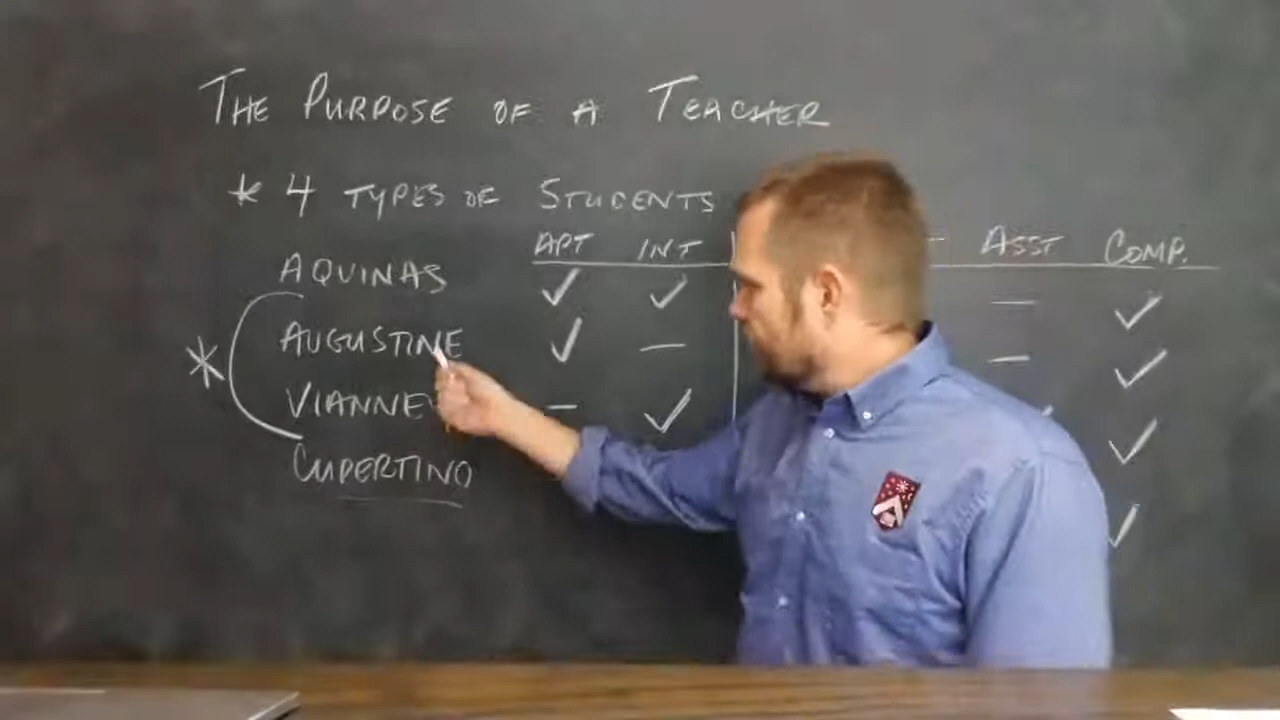 THE PURPOSE OF A TEACHER
* 4 TYPES OF STUDENTS
APT INT ASST COMP.
AQUINAS ✓ ✓ — ✓
* AUGUSTINE ✓ — — ✓
VIANNE — ✓ ✓
CUPERTINO ✓